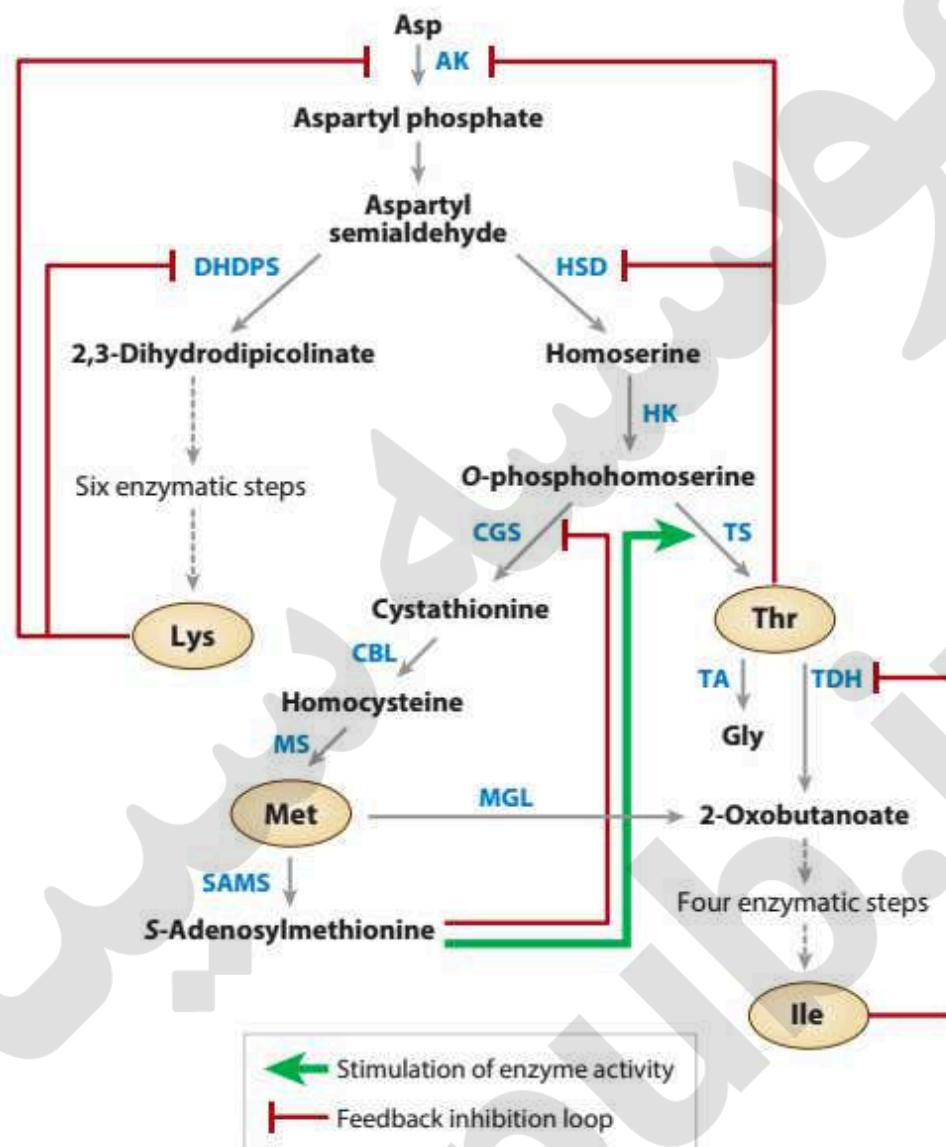 Asp
AK
Aspartyl phosphate
Aspartyl
semialdehyde
DHDPS
HSD
2,3-Dihydrodipicolinate
Homoserine
HK
Six enzymatic steps
O-phosphohomoserine
CGS
TS
Cystathionine
Thr
Lys
CBL
TA
TDH
Homocysteine
Gly
MS
Met
MGL
2-Oxobutanoate
SAMS
Four enzymatic steps
S-Adenosylmethionine
Ile
Stimulation of enzyme activity
Feedback inhibition loop